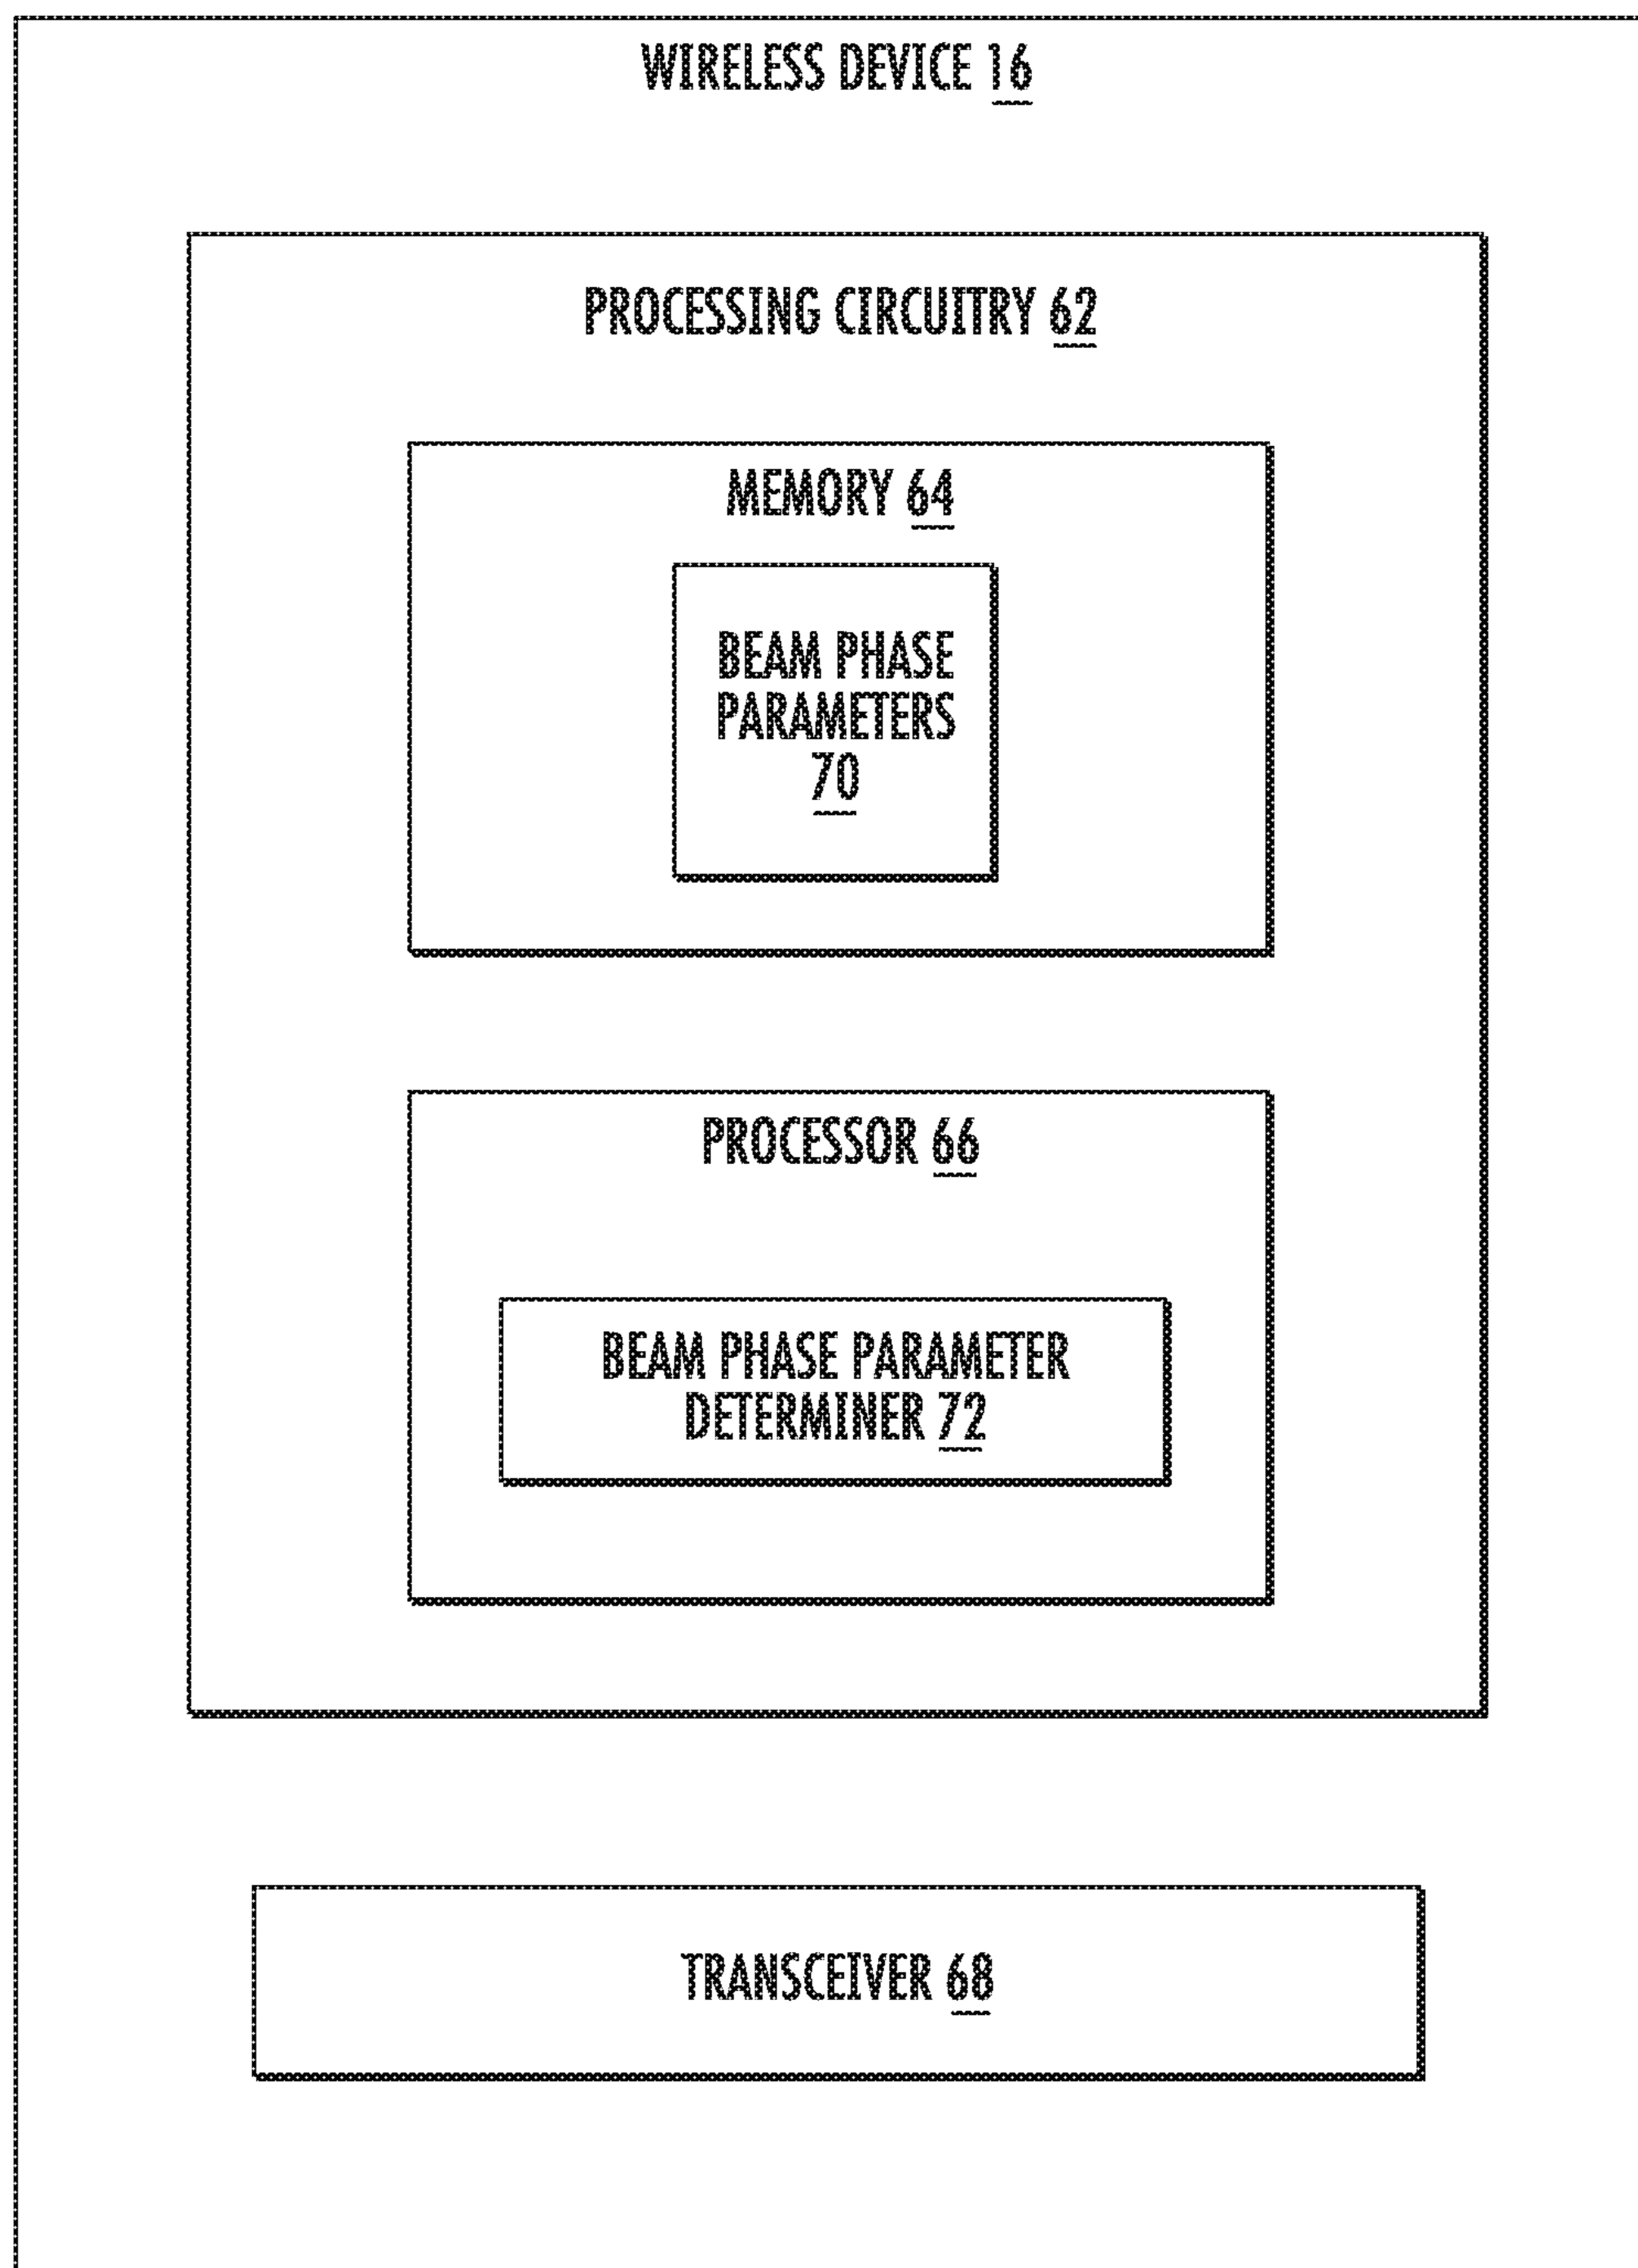 WIRELESS DEVICE 16
PROCESSING CIRCUITRY 62
MEMORY 64
BEAM PHASE
PARAMETERS
70
PROCESSOR 66
BEAM PHASE PARAMETER
DETERMINER 72
TRANSCEIVER 68